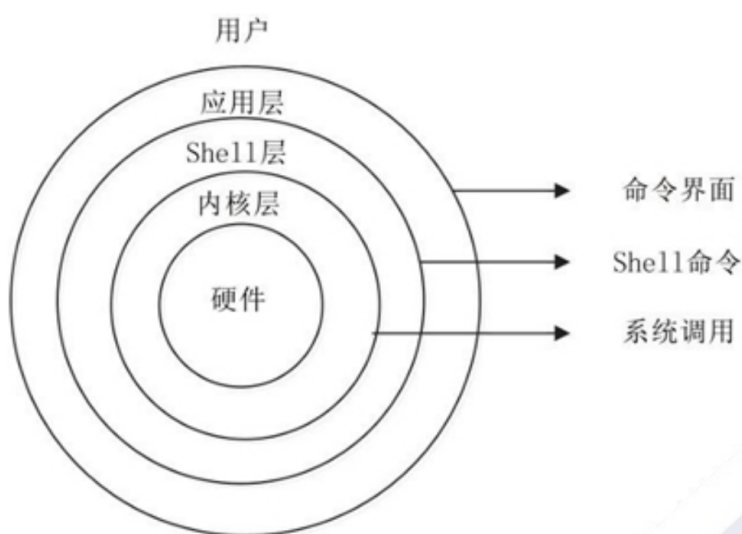 用户
应用层
Shell层
内核层
硬件
命令界面
Shell命令
系统调用